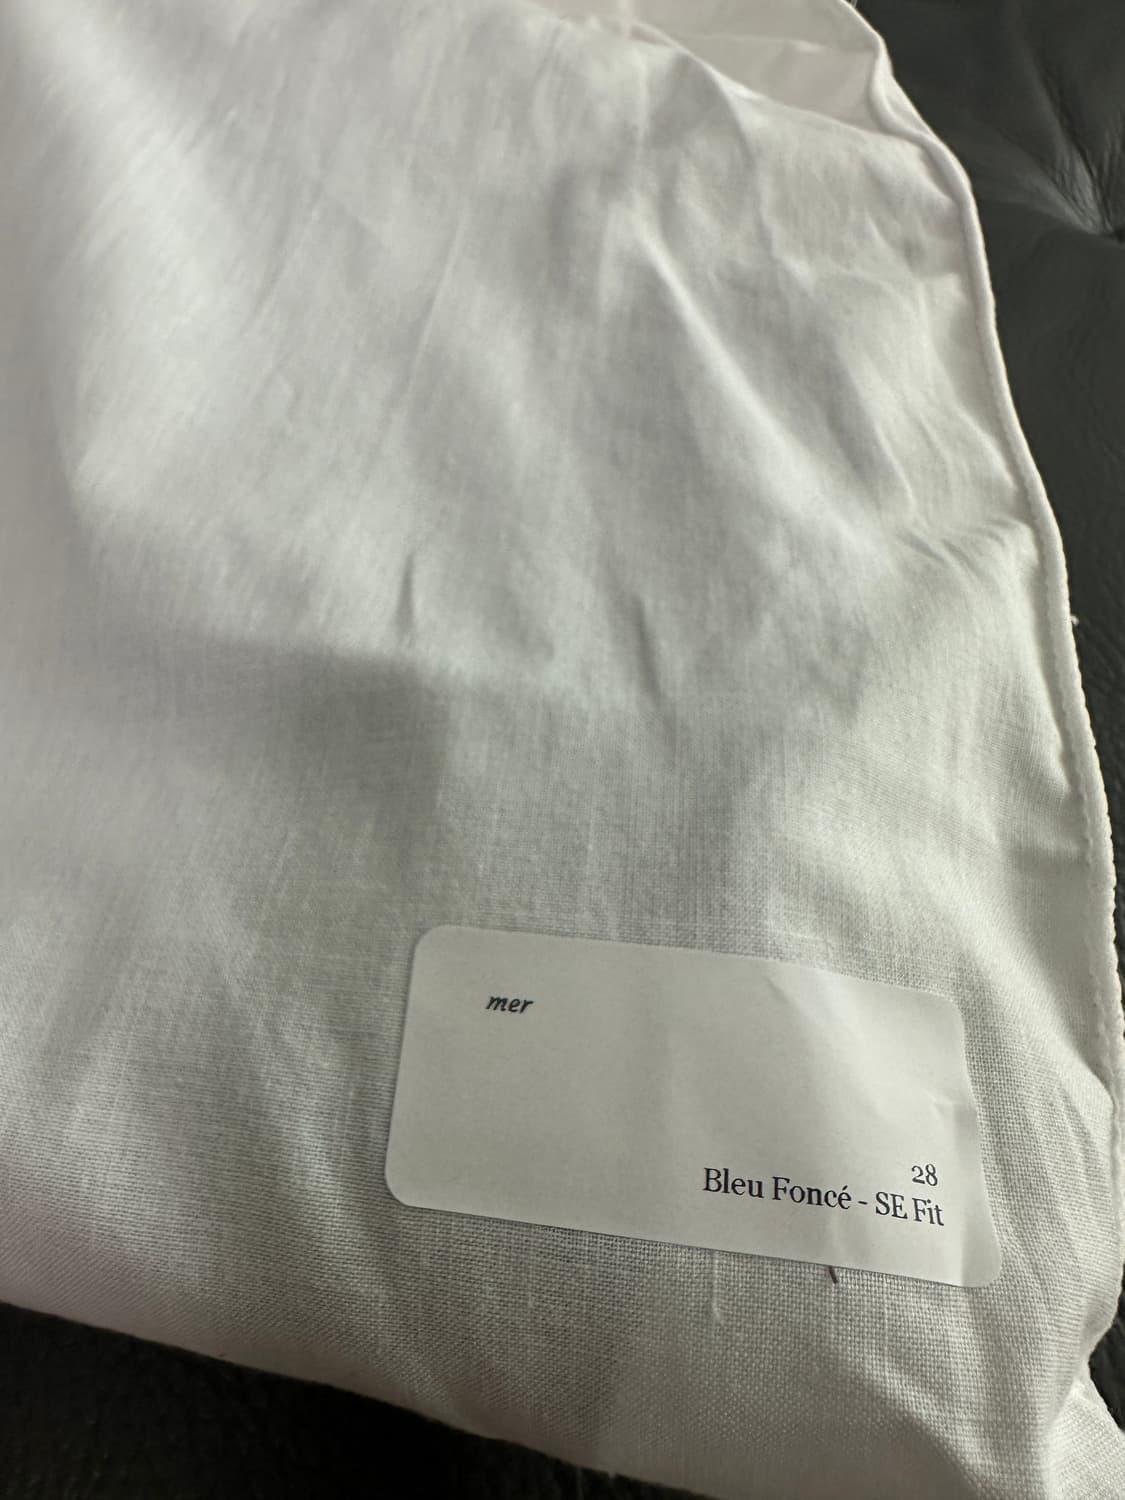 mer
28
Bleu Foncé - SE Fit